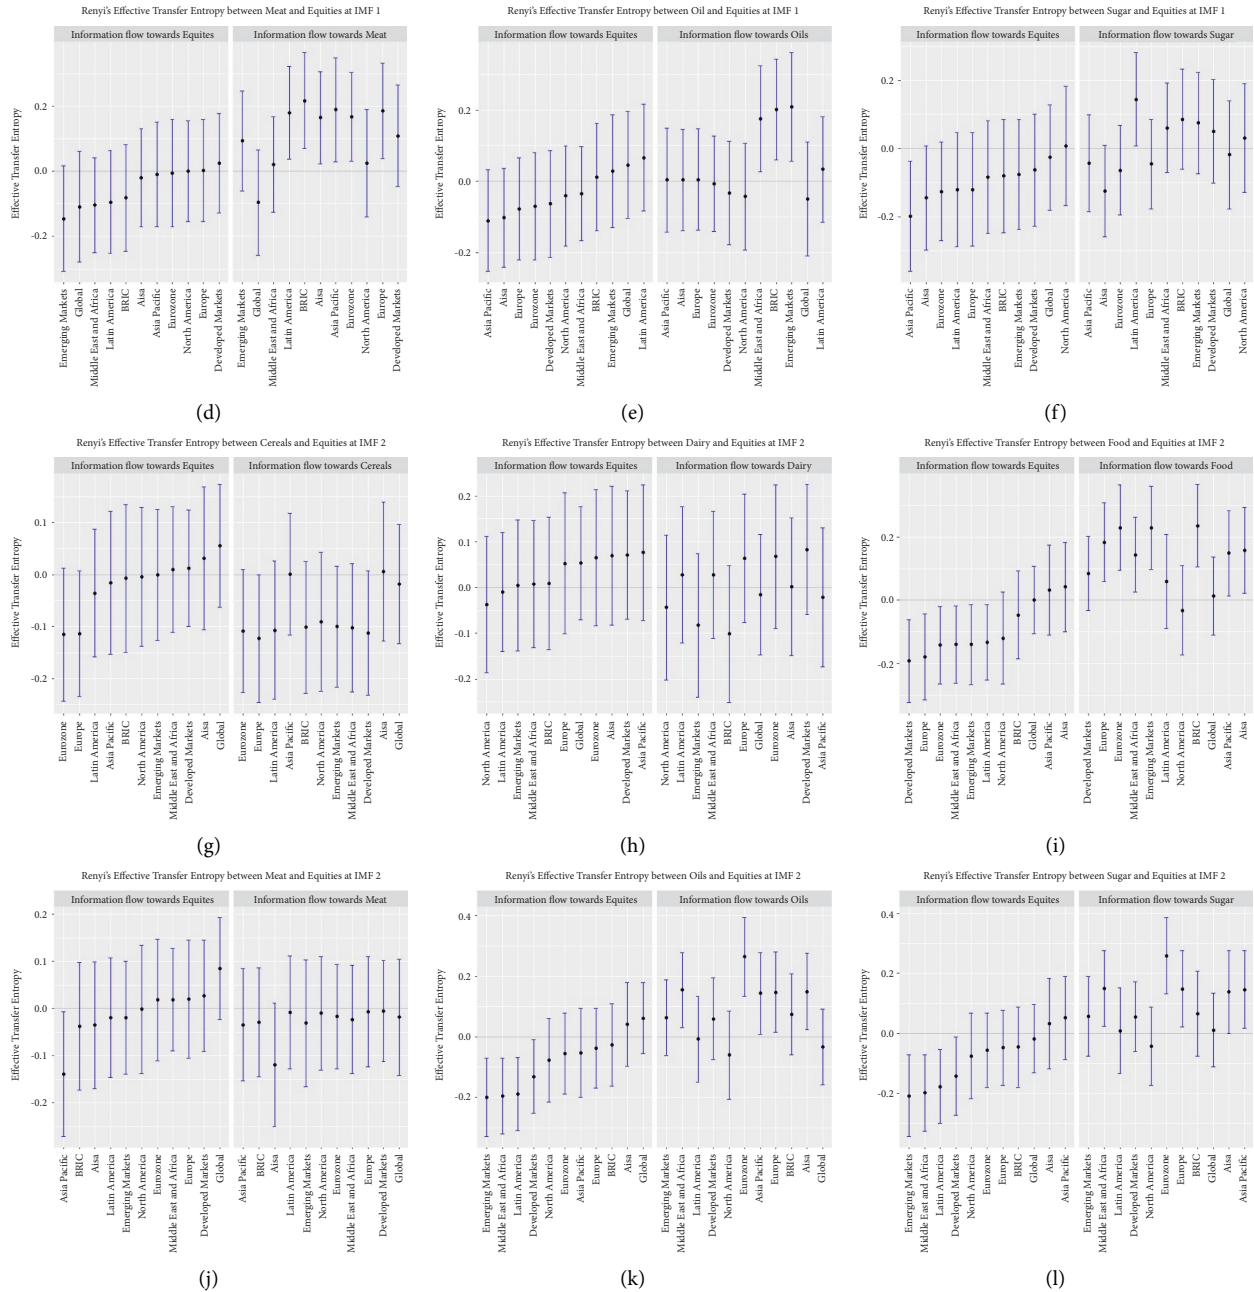 Renyi's Effective Transfer Entropy between Meat and Equities at IMF 1
Information flow towards Equites
Information flow towards Meat
Effective Transfer Entropy
0.2
0.0
-0.2
Emerging Markets
Global
Middle East and Africa
Latin America
BRIC
Aisa
Asia Pacific
Eurozone
North America
Europe
Developed Markets
Emerging Markets
Global
Middle East and Africa
Latin America
BRIC
Aisa
Asia Pacific
Eurozone
North America
Europe
Developed Markets
(d)
Renyi's Effective Transfer Entropy between Oil and Equities at IMF 1
Information flow towards Equites
Information flow towards Oils
Effective Transfer Entropy
0.2
0.0
-0.2
Asia Pacific
Aisa
Europe
Eurozone
Developed Markets
North America
Middle East and Africa
BRIC
Emerging Markets
Global
Latin America
Asia Pacific
Aisa
Europe
Eurozone
Developed Markets
North America
Middle East and Africa
BRIC
Emerging Markets
Global
Latin America
(e)
Renyi's Effective Transfer Entropy between Sugar and Equities at IMF 1
Information flow towards Equites
Information flow towards Sugar
Effective Transfer Entropy
0.2
0.0
-0.2
Asia Pacific
Aisa
Eurozone
Latin America
Europe
Middle East and Africa
BRIC
Emerging Markets
Developed Markets
Global
North America
Asia Pacific
Aisa
Eurozone
Latin America
Europe
Middle East and Africa
BRIC
Emerging Markets
Developed Markets
Global
North America
(f)
Renyi's Effective Transfer Entropy between Cereals and Equities at IMF 2
Information flow towards Equites
Information flow towards Cereals
Effective Transfer Entropy
0.1
0.0
-0.1
-0.2
Eurozone
Europe
Latin America
Asia Pacific
BRIC
North America
Emerging Markets
Middle East and Africa
Developed Markets
Aisa
Global
Eurozone
Europe
Latin America
Asia Pacific
BRIC
North America
Emerging Markets
Middle East and Africa
Developed Markets
Aisa
Global
(g)
Renyi's Effective Transfer Entropy between Dairy and Equities at IMF 2
Information flow towards Equites
Information flow towards Dairy
Effective Transfer Entropy
0.2
0.1
0.0
-0.1
-0.2
North America
Latin America
Emerging Markets
Middle East and Africa
BRIC
Europe
Global
Eurozone
Aisa
Developed Markets
Asia Pacific
North America
Latin America
Emerging Markets
Middle East and Africa
BRIC
Europe
Global
Eurozone
Aisa
Developed Markets
Asia Pacific
(h)
Renyi's Effective Transfer Entropy between Food and Equities at IMF 2
Information flow towards Equites
Information flow towards Food
Effective Transfer Entropy
0.2
0.0
-0.2
Developed Markets
Europe
Eurozone
Middle East and Africa
Emerging Markets
Latin America
North America
BRIC
Global
Asia Pacific
Aisa
Developed Markets
Europe
Eurozone
Middle East and Africa
Emerging Markets
Latin America
North America
BRIC
Global
Asia Pacific
Aisa
(i)
Renyi's Effective Transfer Entropy between Meat and Equities at IMF 2
Information flow towards Equites
Information flow towards Meat
Effective Transfer Entropy
0.2
0.1
0.0
-0.1
-0.2
Asia Pacific
BRIC
Aisa
Latin America
Emerging Markets
North America
Eurozone
Middle East and Africa
Europe
Developed Markets
Global
Asia Pacific
BRIC
Aisa
Latin America
Emerging Markets
North America
Eurozone
Middle East and Africa
Europe
Developed Markets
Global
(j)
Renyi's Effective Transfer Entropy between Oils and Equities at IMF 2
Information flow towards Equites
Information flow towards Oils
Effective Transfer Entropy
0.4
0.2
0.0
-0.2
Emerging Markets
Middle East and Africa
Latin America
Developed Markets
North America
Eurozone
Asia Pacific
Europe
BRIC
Aisa
Global
Emerging Markets
Middle East and Africa
Latin America
Developed Markets
North America
Eurozone
Asia Pacific
Europe
BRIC
Aisa
Global
(k)
Renyi's Effective Transfer Entropy between Sugar and Equities at IMF 2
Information flow towards Equites
Information flow towards Sugar
Effective Transfer Entropy
0.4
0.2
0.0
-0.2
Emerging Markets
Middle East and Africa
Latin America
Developed Markets
North America
Eurozone
Europe
BRIC
Global
Aisa
Asia Pacific
Emerging Markets
Middle East and Africa
Latin America
Developed Markets
North America
Eurozone
Europe
BRIC
Global
Aisa
Asia Pacific
(l)